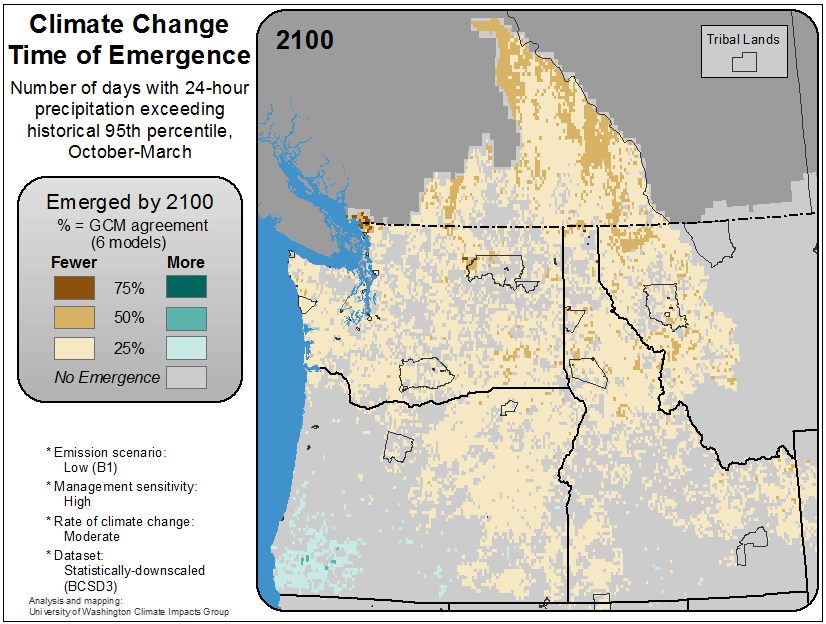 Climate Change
Time of Emergence
Number of days with 24-hour
precipitation exceeding
historical 95th percentile,
October-March
Emerged by 2100
% = GCM agreement
(6 models)
Fewer More
75%
50%
25%
No Emergence
* Emission scenario:
Low (B1)
* Management sensitivity:
High
* Rate of climate change:
Moderate
* Dataset:
Statistically-downscaled
(BCSD3)
Analysis and mapping:
University of Washington Climate Impacts Group
2100
Tribal Lands